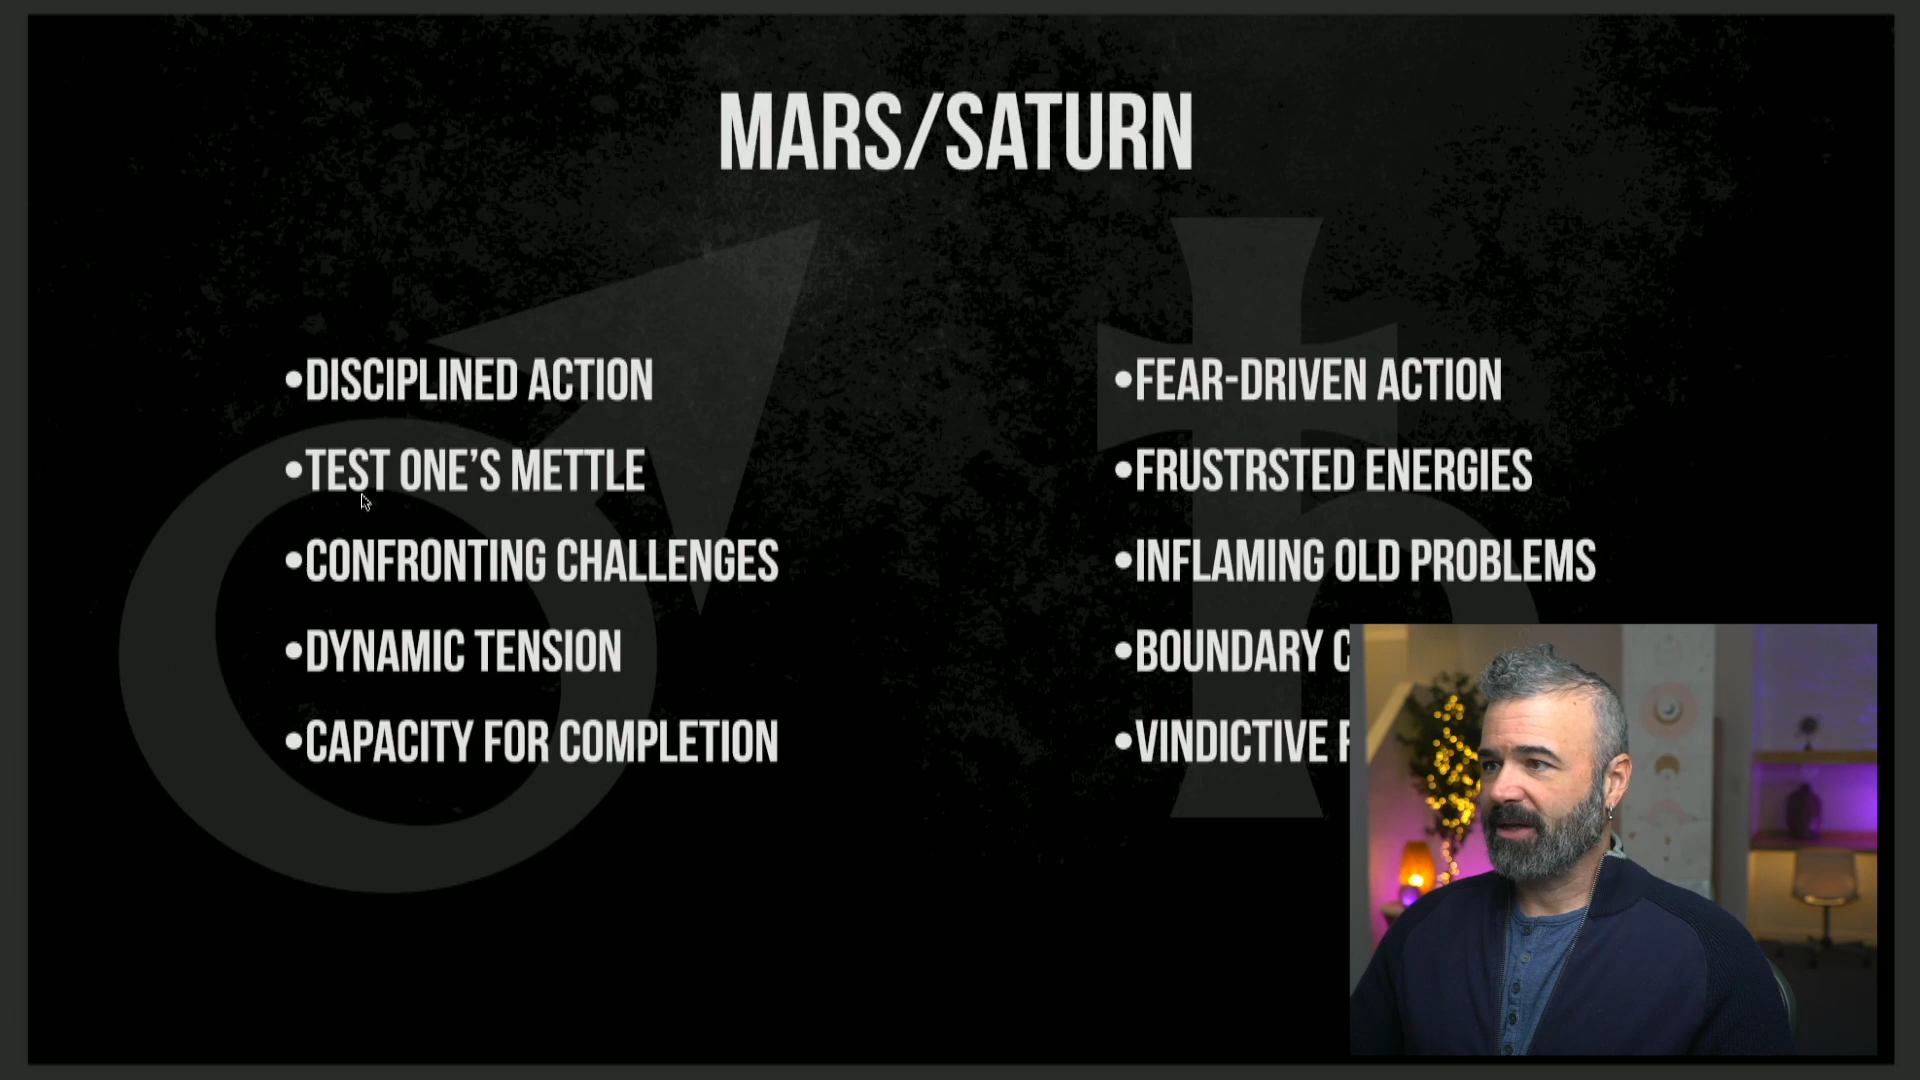 MARS/SATURN
•DISCIPLINED ACTION
•TEST ONE'S METTLE
•CONFRONTING CHALLENGES
•DYNAMIC TENSION
•CAPACITY FOR COMPLETION
•FEAR-DRIVEN ACTION
•FRUSTRSTED ENERGIES
•INFLAMING OLD PROBLEMS
•BOUNDARY
•VINDICTIVE